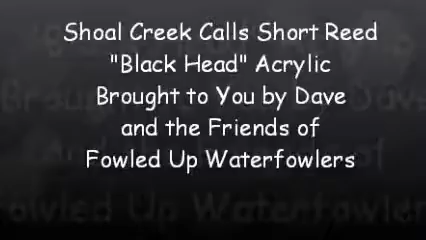 Shoal Creek Calls Short Reed
"Black Head" Acrylic
Brought to You by Dave
and the Friends of
Fowled Up Waterfowlers